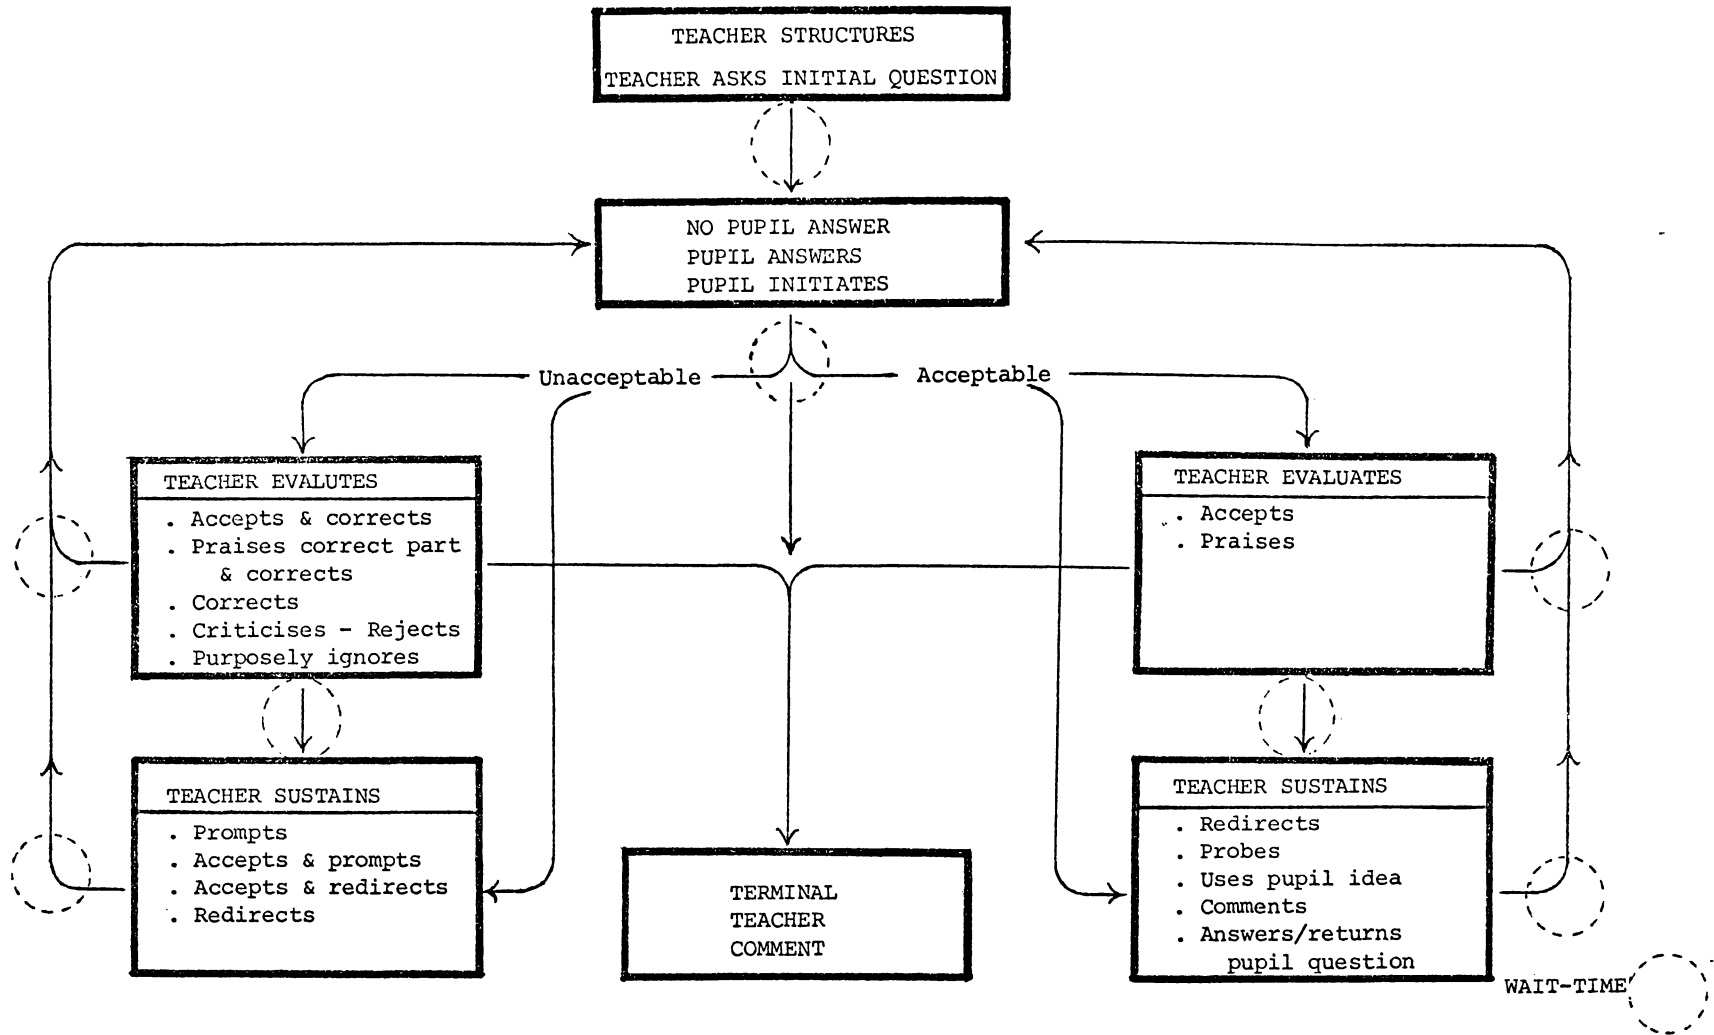 TEACHER STRUCTURES
TEACHER ASKS INITIAL QUESTION
NO PUPIL ANSWER
PUPIL ANSWERS
PUPIL INITIATES
Unacceptable
Acceptable
TEACHER EVALUTES
. Accepts & corrects
. Praises correct part
& corrects
. Corrects
. Criticises - Rejects
. Purposely ignores
TEACHER EVALUATES
. Accepts
. Praises
TEACHER SUSTAINS
. Prompts
. Accepts & prompts
. Accepts & redirects
. Redirects
TERMINAL
TEACHER
COMMENT
TEACHER SUSTAINS
. Redirects
. Probes
. Uses pupil idea
. Comments
. Answers/returns
pupil question
WAIT-TIME